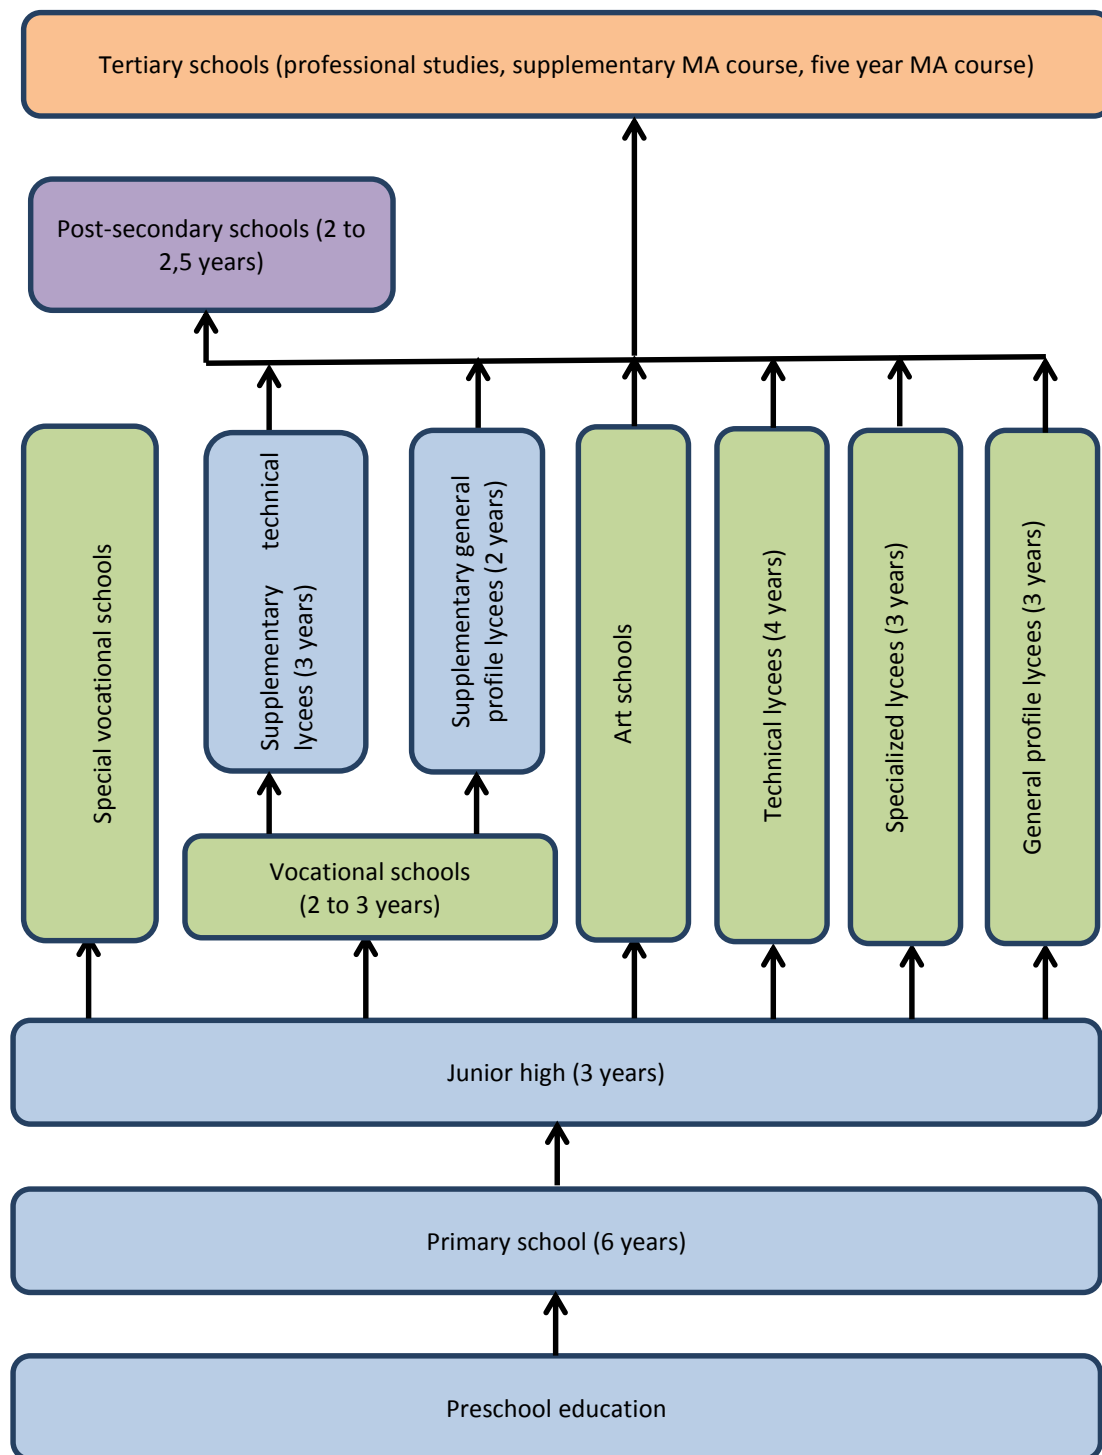 Tertiary schools (professional studies, supplementary MA course, five year MA course)
Post-secondary schools (2 to
2,5 years)
Special vocational schools
Supplementary technical
lycees (3 years)
Supplementary general
profile lycees (2 years)
Art schools
Technical lycees (4 years)
Specialized lycees (3 years)
General profile lycees (3 years)
Vocational schools
(2 to 3 years)
Junior high (3 years)
Primary school (6 years)
Preschool education